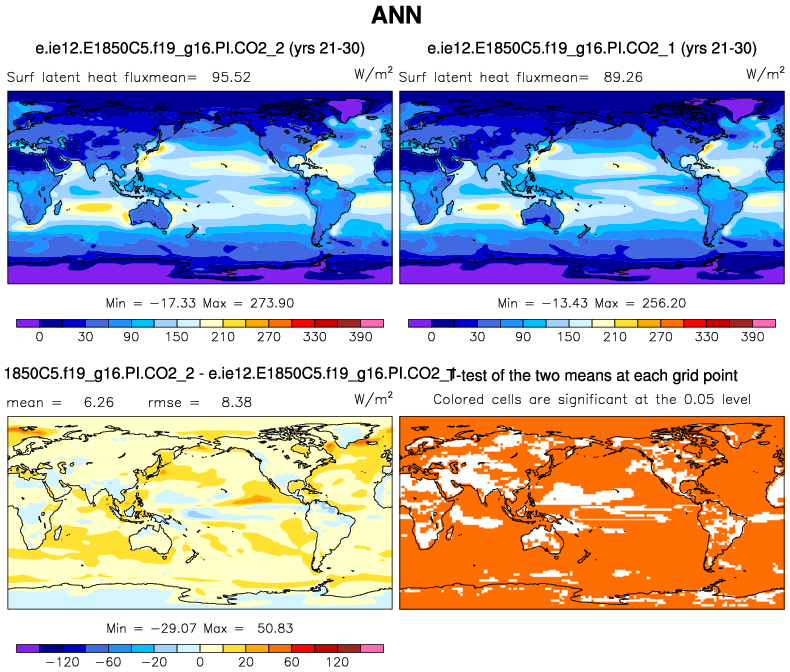 ANN
e.ie12.E1850C5.f19_g16.PI.CO2_2 (yrs 21-30)
Surf latent heat fluxmean= 95.52 W/m2
Min = -17.33 Max = 273.90
0 30 90 150 210 270 330 390
e.ie12.E1850C5.f19_g16.PI.CO2_1 (yrs 21-30)
Surf latent heat fluxmean= 89.26 W/m2
Min = -13.43 Max = 256.20
0 30 90 150 210 270 330 390
1850C5.f19_g16.PI.CO2_2 - e.ie12.E1850C5.f19_g16.PI.CO2_1
mean = 6.26 rmse = 8.38 W/m2
Min = -29.07 Max = 50.83
-120 -60 -20 0 20 60 120
T-test of the two means at each grid point
Colored cells are significant at the 0.05 level